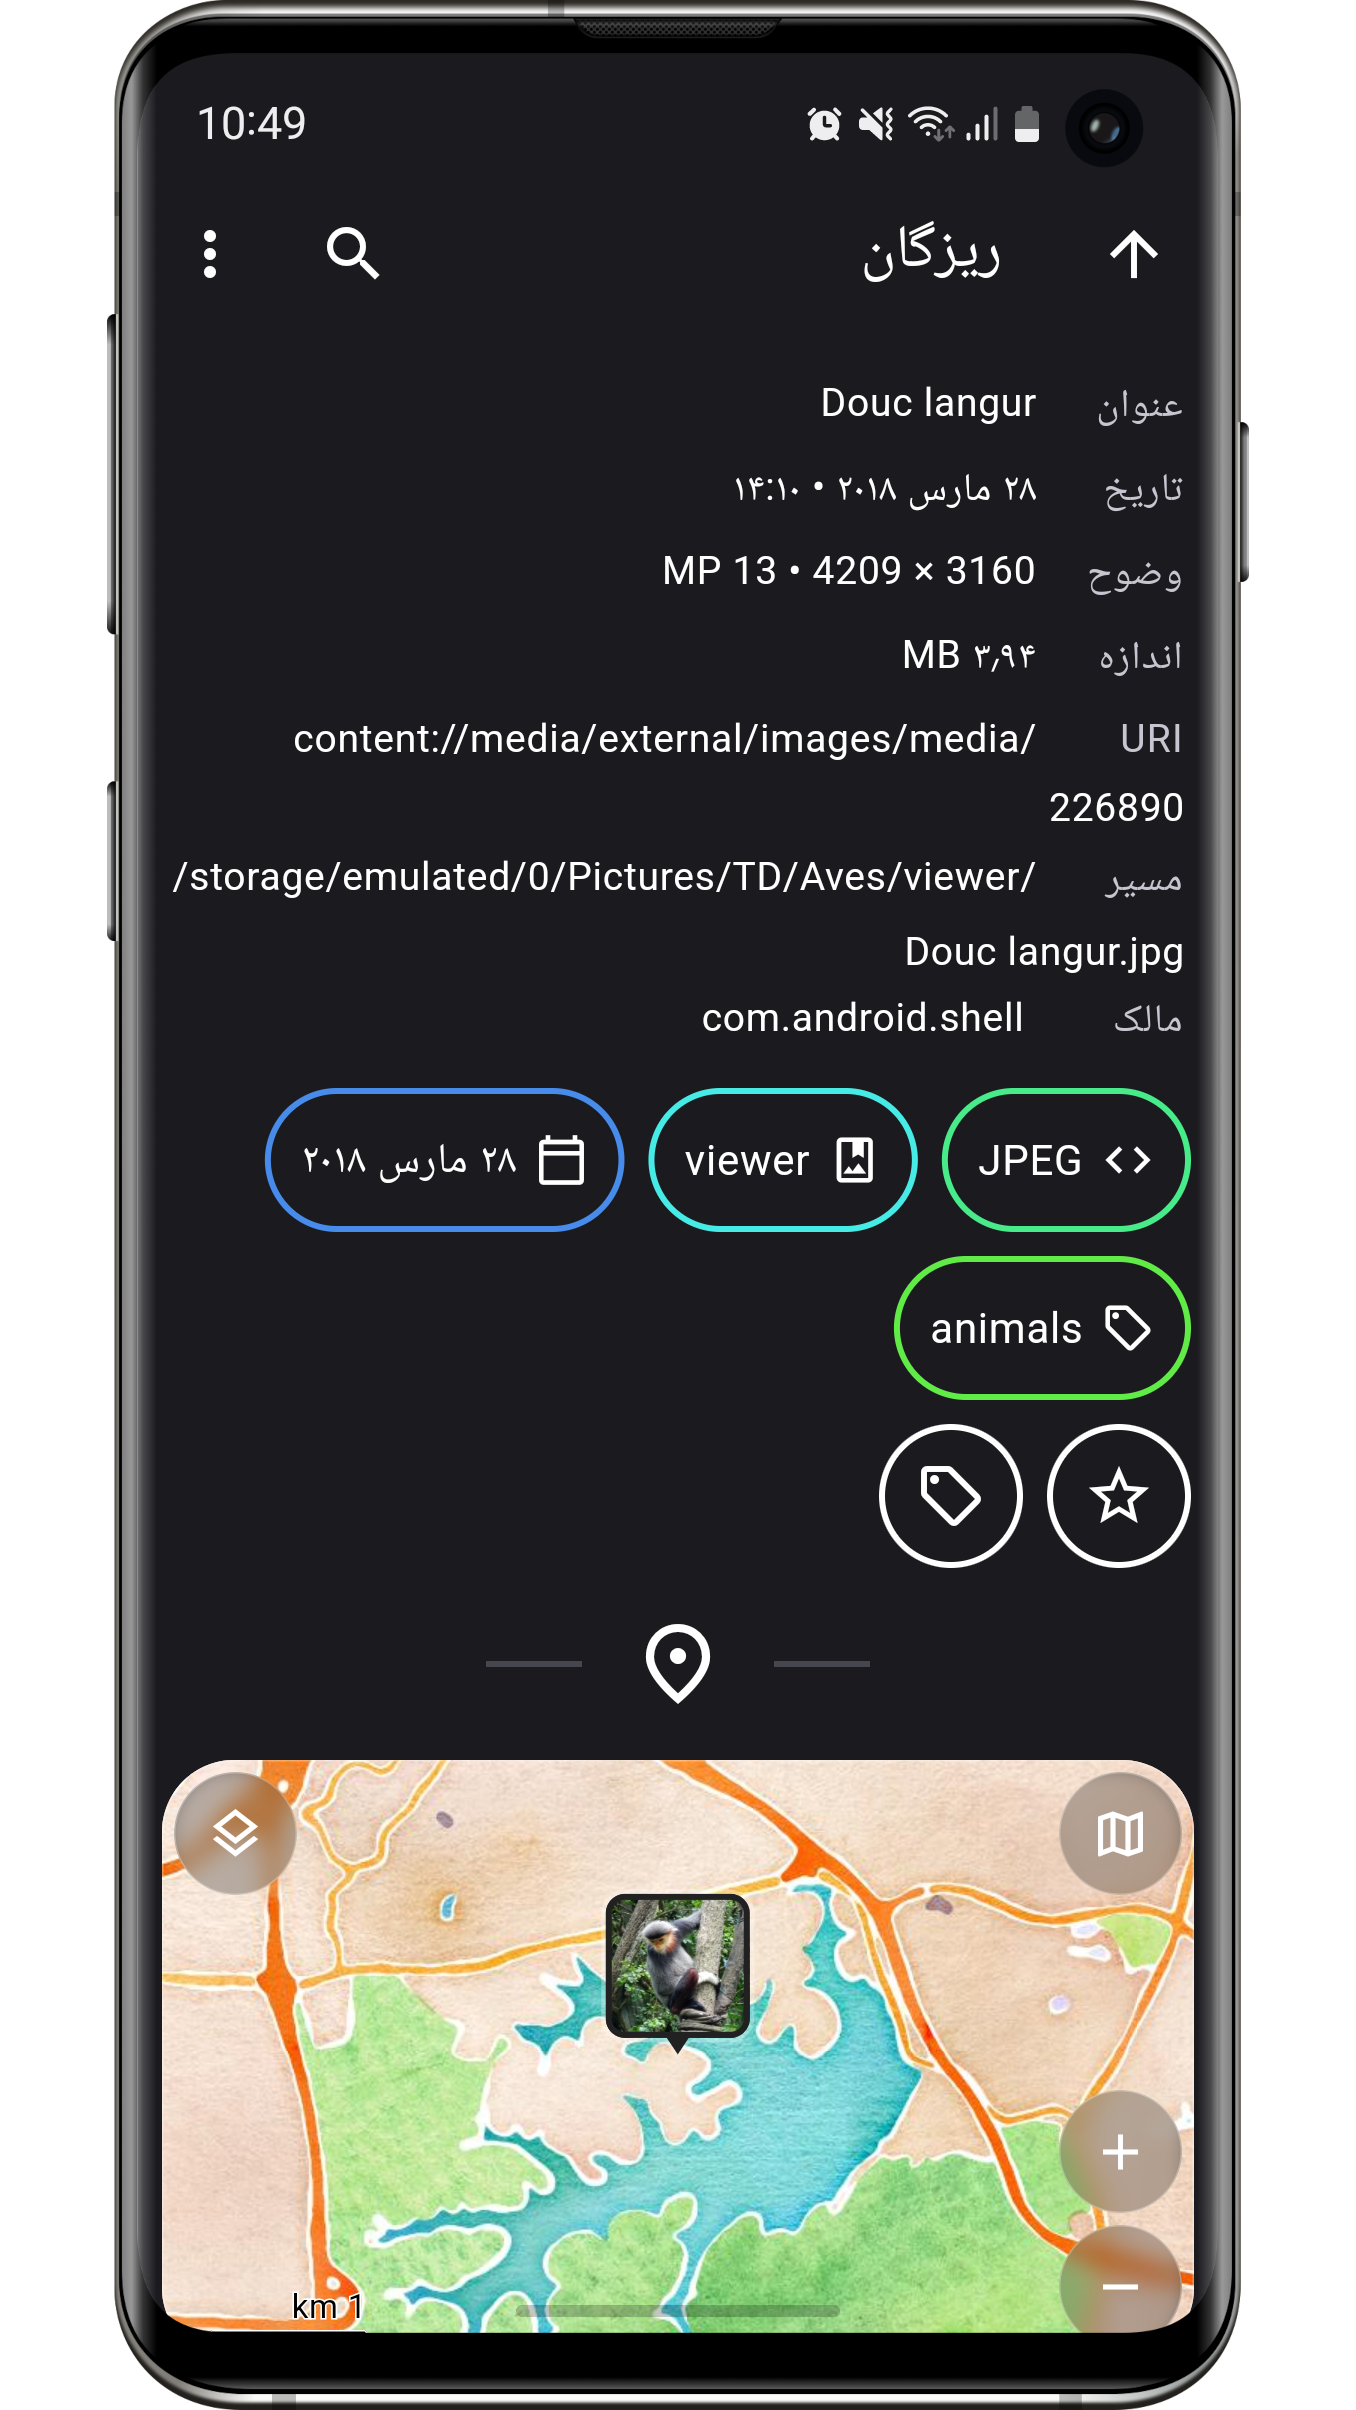 10:49
ریزگان
عنوان Douc langur
تاریخ ۲۸ مارس ۲۰۱۸ • ۱۴:۱۰
وضوح 3160 × 4209 • 13 MP
اندازه ۳٫۹۴ MB
URI content://media/external/images/media/
226890
مسیر /storage/emulated/0/Pictures/TD/Aves/viewer/
Douc langur.jpg
مالک com.android.shell
JPEG
viewer
۲۸ مارس ۲۰۱۸
animals
1 km